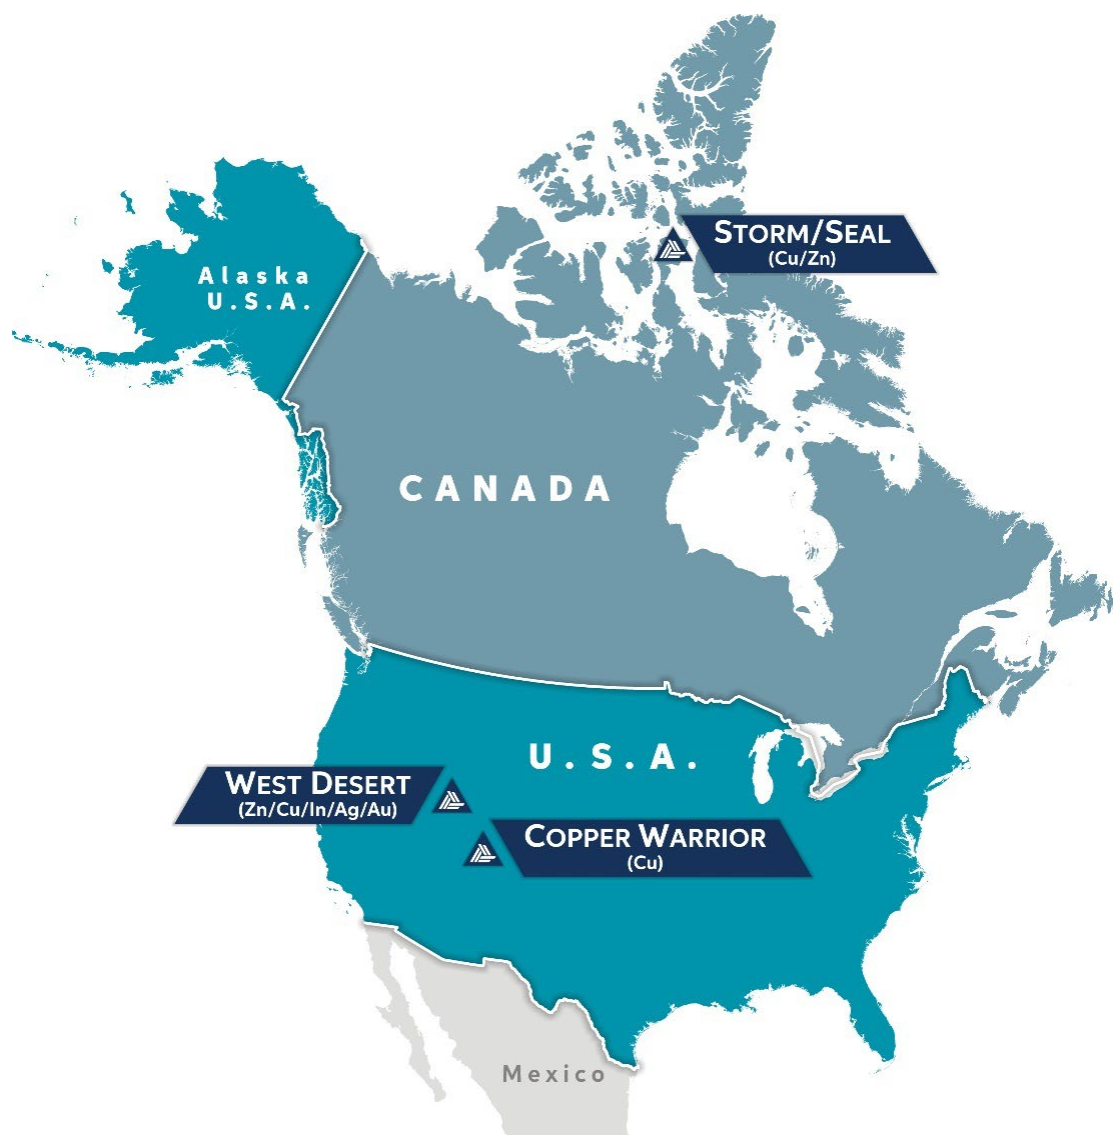 STORM/SEAL
(Cu/Zn)
Alaska
U.S.A.
CANADA
U.S.A.
WEST DESERT
(Zn/Cu/In/Ag/Au)
COPPER WARRIOR
(Cu)
Mexico